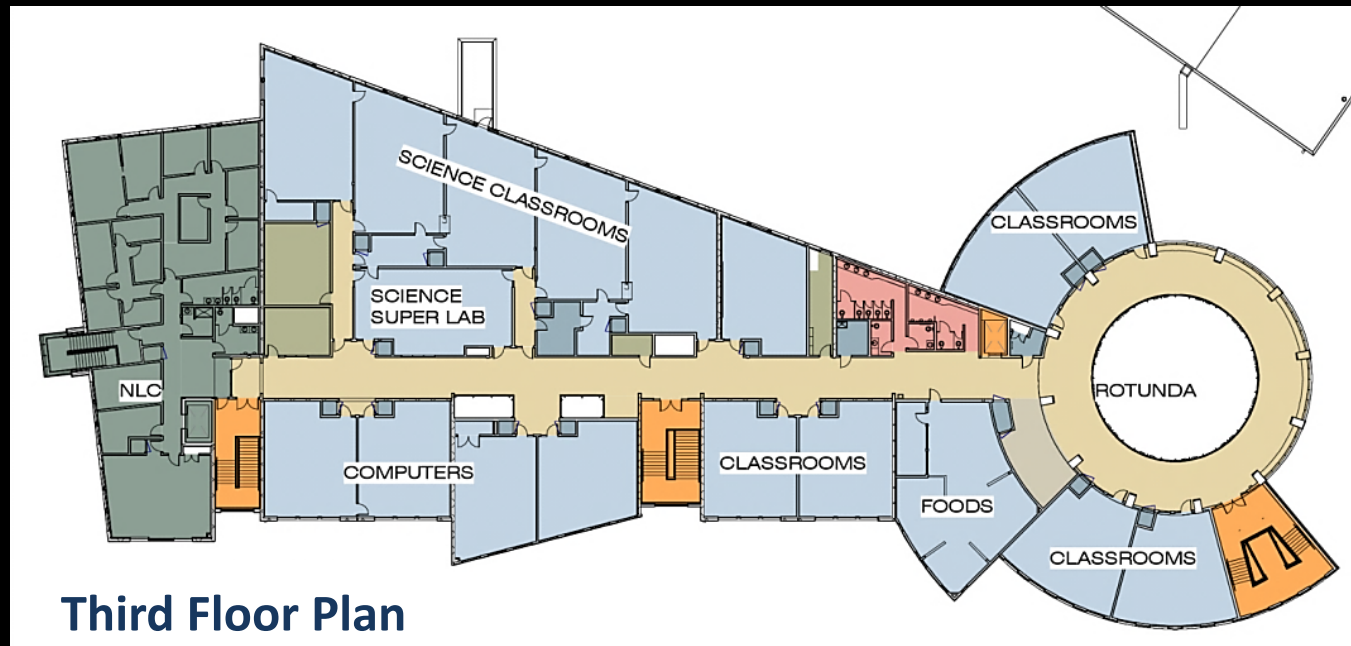 SCIENCE CLASSROOMS
CLASSROOMS
SCIENCE
SUPER LAB
NLC
ROTUNDA
COMPUTERS
CLASSROOMS
FOODS
CLASSROOMS
Third Floor Plan